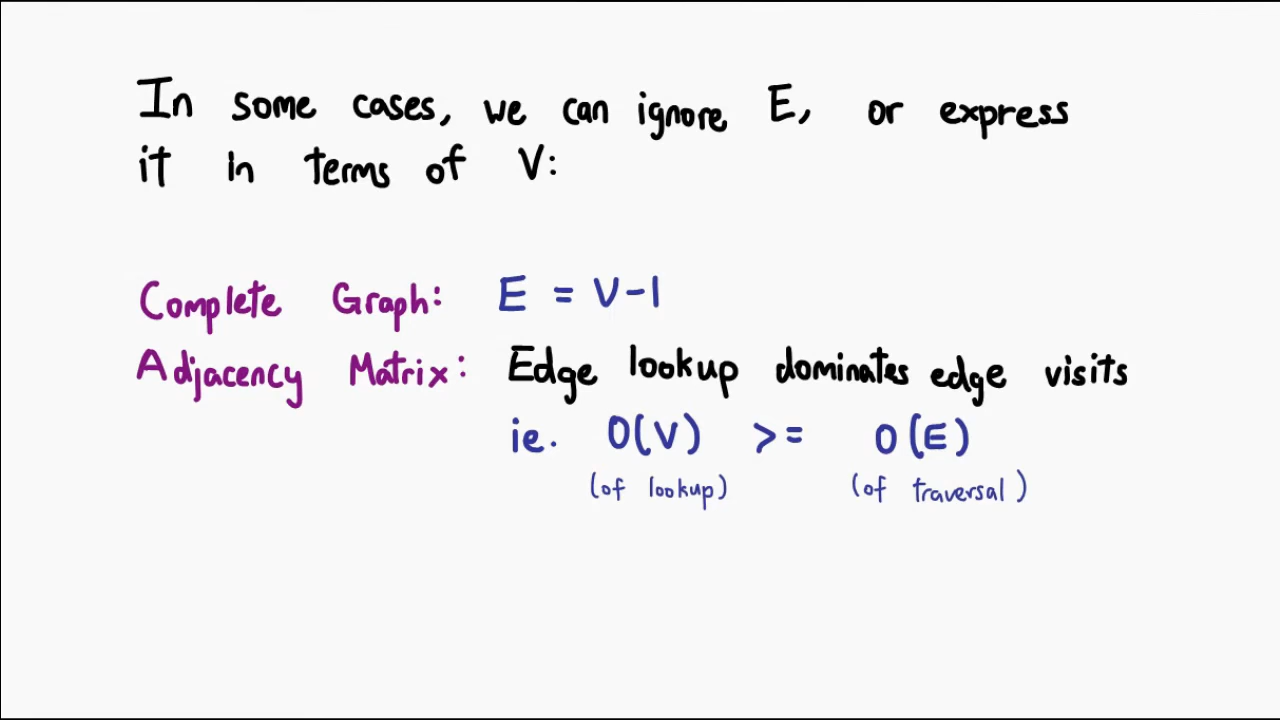 In some cases, we can ignore E, or express
it in terms of V:
Complete Graph: E = V-1
Adjacency Matrix: Edge lookup dominates edge visits
ie. O(V) >= O(E)
(of lookup) (of traversal)